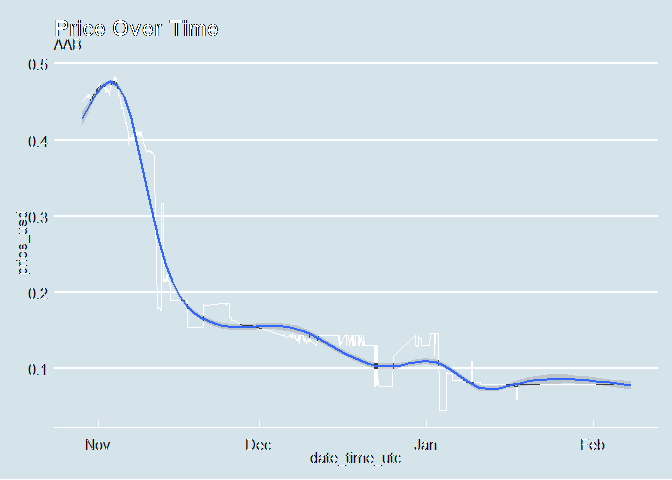 Price Over Time
AAB
0.5
0.4
0.3
price_usd
0.2
0.1
Nov Dec Jan Feb
date_time_utc